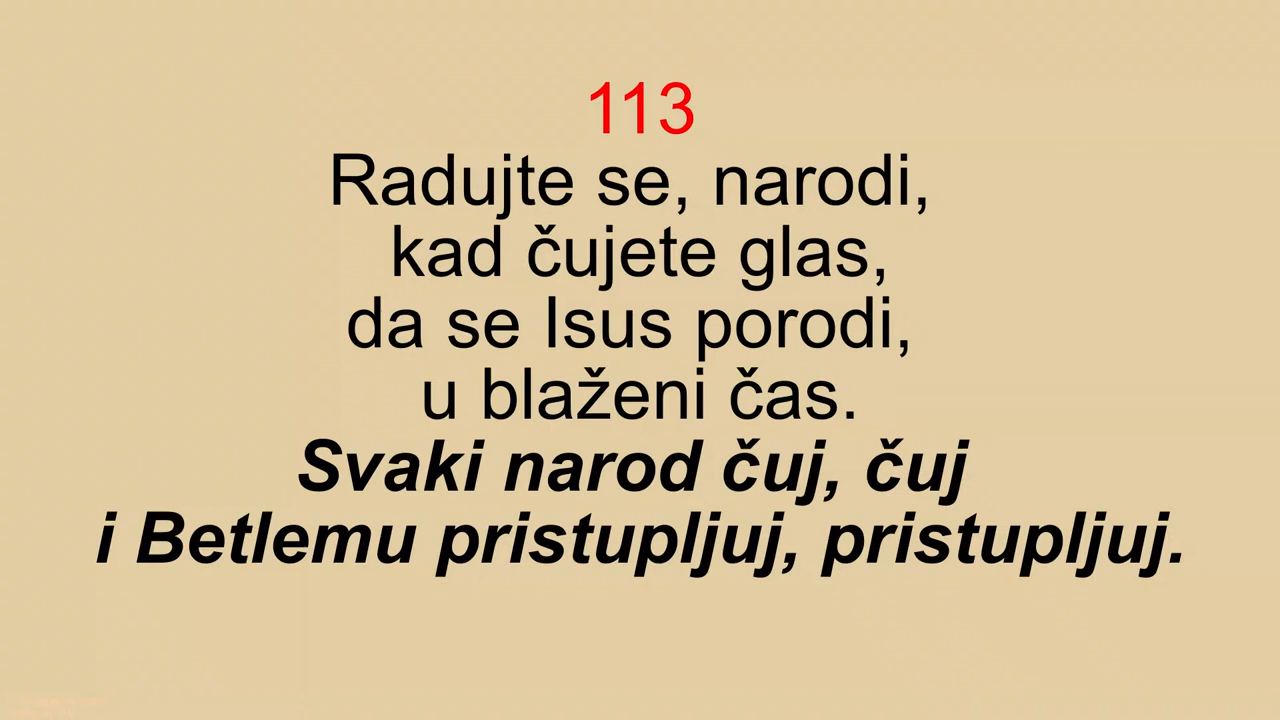 113
Radujte se, narodi,
kad čujete glas,
da se Isus porodi,
u blaženi čas.
Svaki narod čuj, čuj
i Betlemu pristupljuj, pristupljuj.